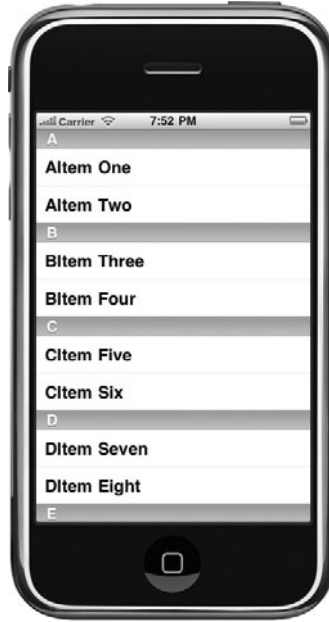 Carrier 7:52 PM
A
AItem One
AItem Two
B
BItem Three
BItem Four
C
CItem Five
CItem Six
D
DItem Seven
DItem Eight
E